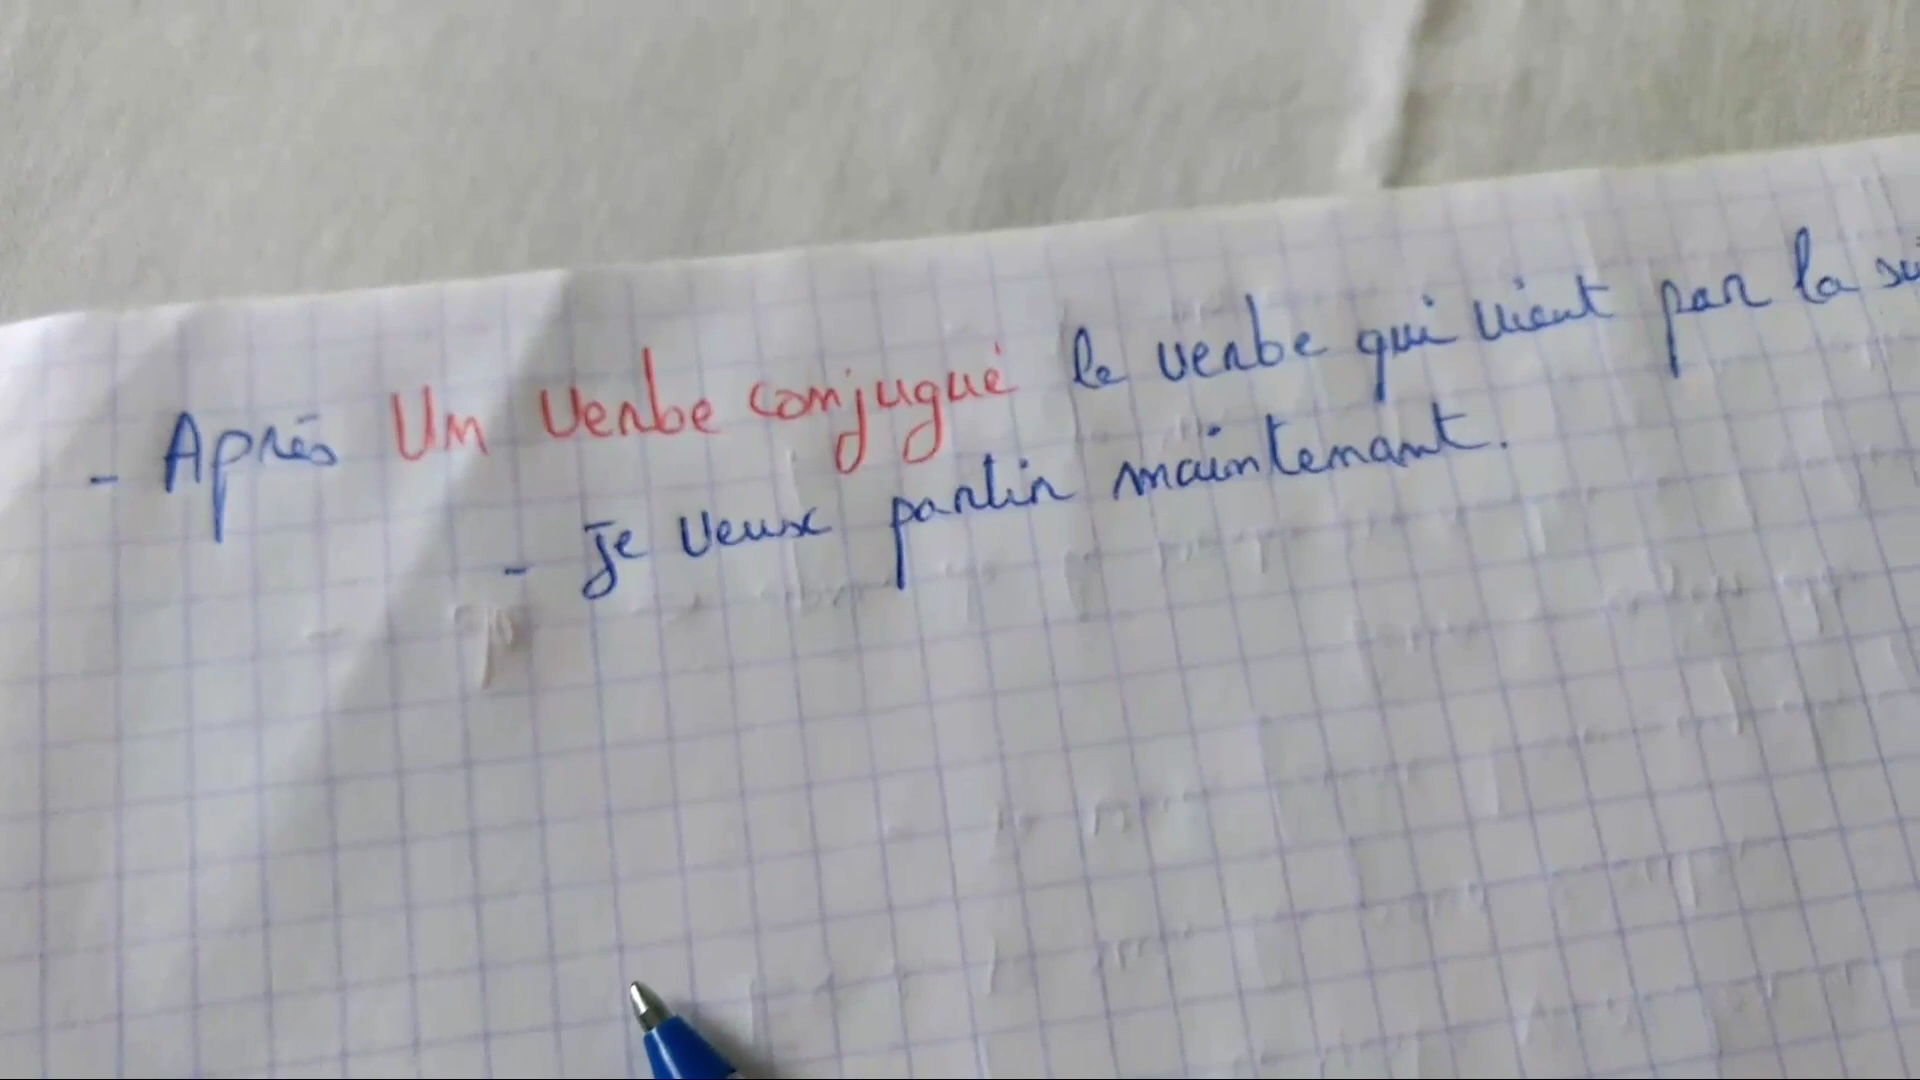 - Après Un verbe conjugué le verbe qui vient par la
- Je veux partir maintenant.